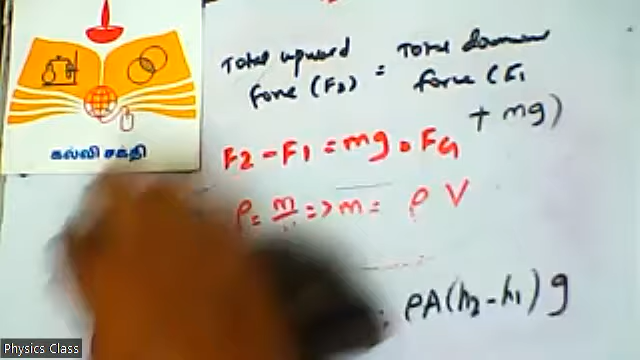 Total upward Total downward
force (F2) = force (F1
+ mg)
கல்வி சக்தி
F2 - F1 = mg = FG
ρ = m => m = ρ V
ρA(h2-h1) g
Physics Class